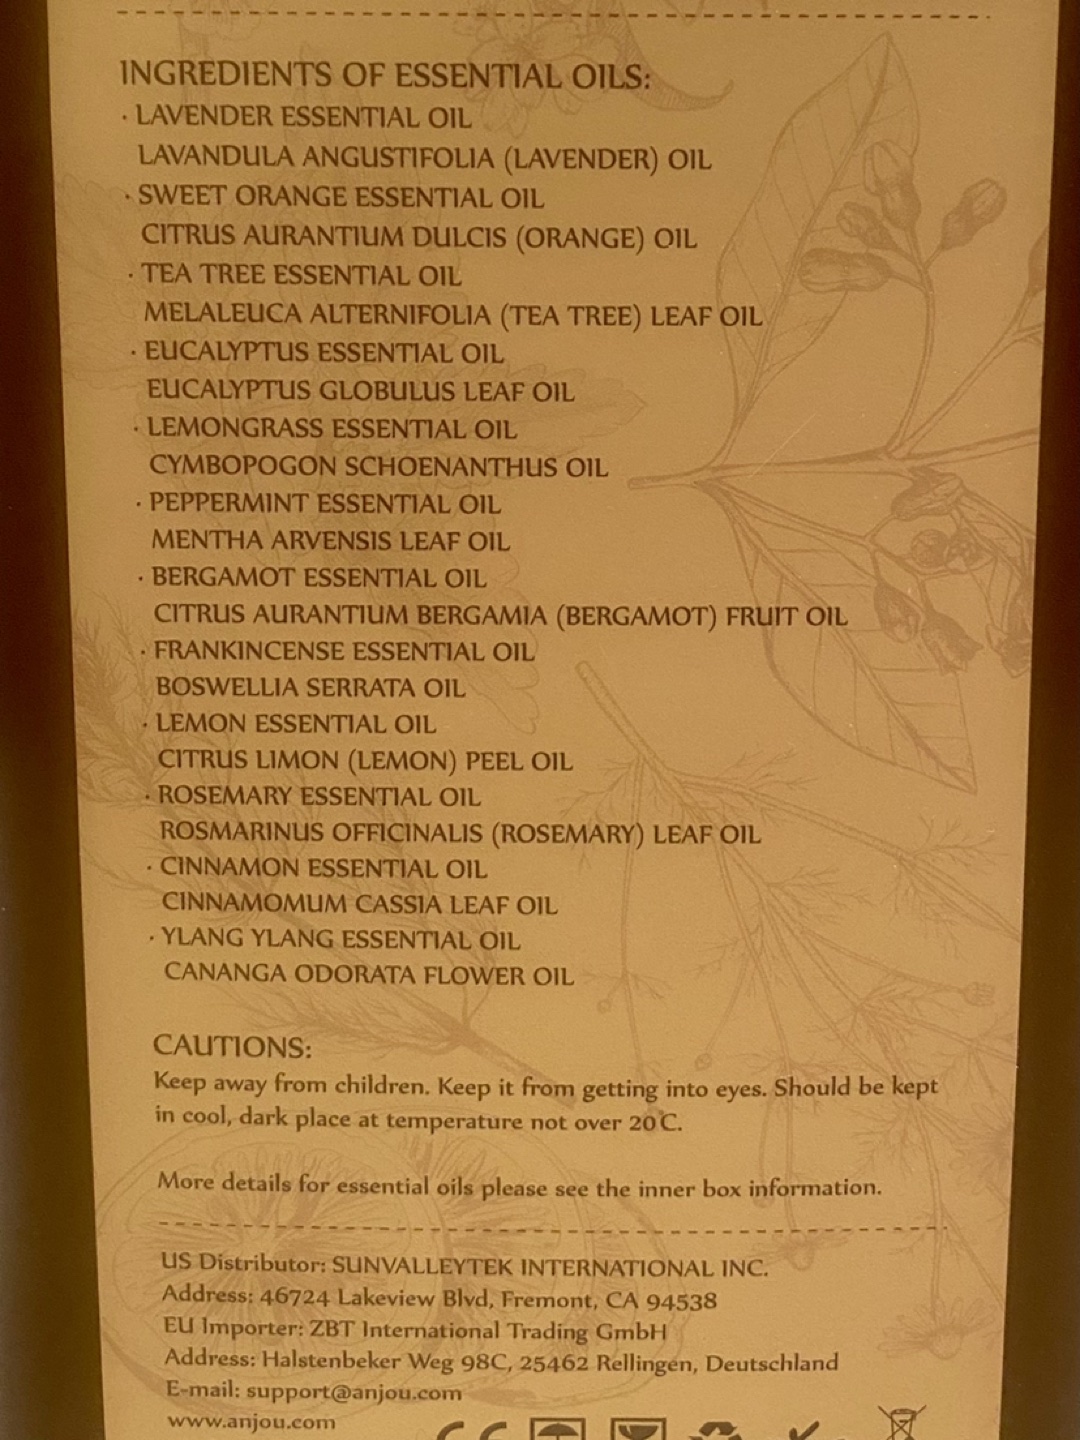 INGREDIENTS OF ESSENTIAL OILS:
· LAVENDER ESSENTIAL OIL
LAVANDULA ANGUSTIFOLIA (LAVENDER) OIL
· SWEET ORANGE ESSENTIAL OIL
CITRUS AURANTIUM DULCIS (ORANGE) OIL
· TEA TREE ESSENTIAL OIL
MELALEUCA ALTERNIFOLIA (TEA TREE) LEAF OIL
· EUCALYPTUS ESSENTIAL OIL
EUCALYPTUS GLOBULUS LEAF OIL
· LEMONGRASS ESSENTIAL OIL
CYMBOPOGON SCHOENANTHUS OIL
· PEPPERMINT ESSENTIAL OIL
MENTHA ARVENSIS LEAF OIL
· BERGAMOT ESSENTIAL OIL
CITRUS AURANTIUM BERGAMIA (BERGAMOT) FRUIT OIL
· FRANKINCENSE ESSENTIAL OIL
BOSWELLIA SERRATA OIL
· LEMON ESSENTIAL OIL
CITRUS LIMON (LEMON) PEEL OIL
· ROSEMARY ESSENTIAL OIL
ROSMARINUS OFFICINALIS (ROSEMARY) LEAF OIL
· CINNAMON ESSENTIAL OIL
CINNAMOMUM CASSIA LEAF OIL
· YLANG YLANG ESSENTIAL OIL
CANANGA ODORATA FLOWER OIL
CAUTIONS:
Keep away from children. Keep it from getting into eyes. Should be kept
in cool, dark place at temperature not over 20°C.
More details for essential oils please see the inner box information.
US Distributor: SUNVALLEYTEK INTERNATIONAL INC.
Address: 46724 Lakeview Blvd, Fremont, CA 94538
EU Importer: ZBT International Trading GmbH
Address: Halstenbeker Weg 98C, 25462 Rellingen, Deutschland
E-mail: support@anjou.com
www.anjou.com